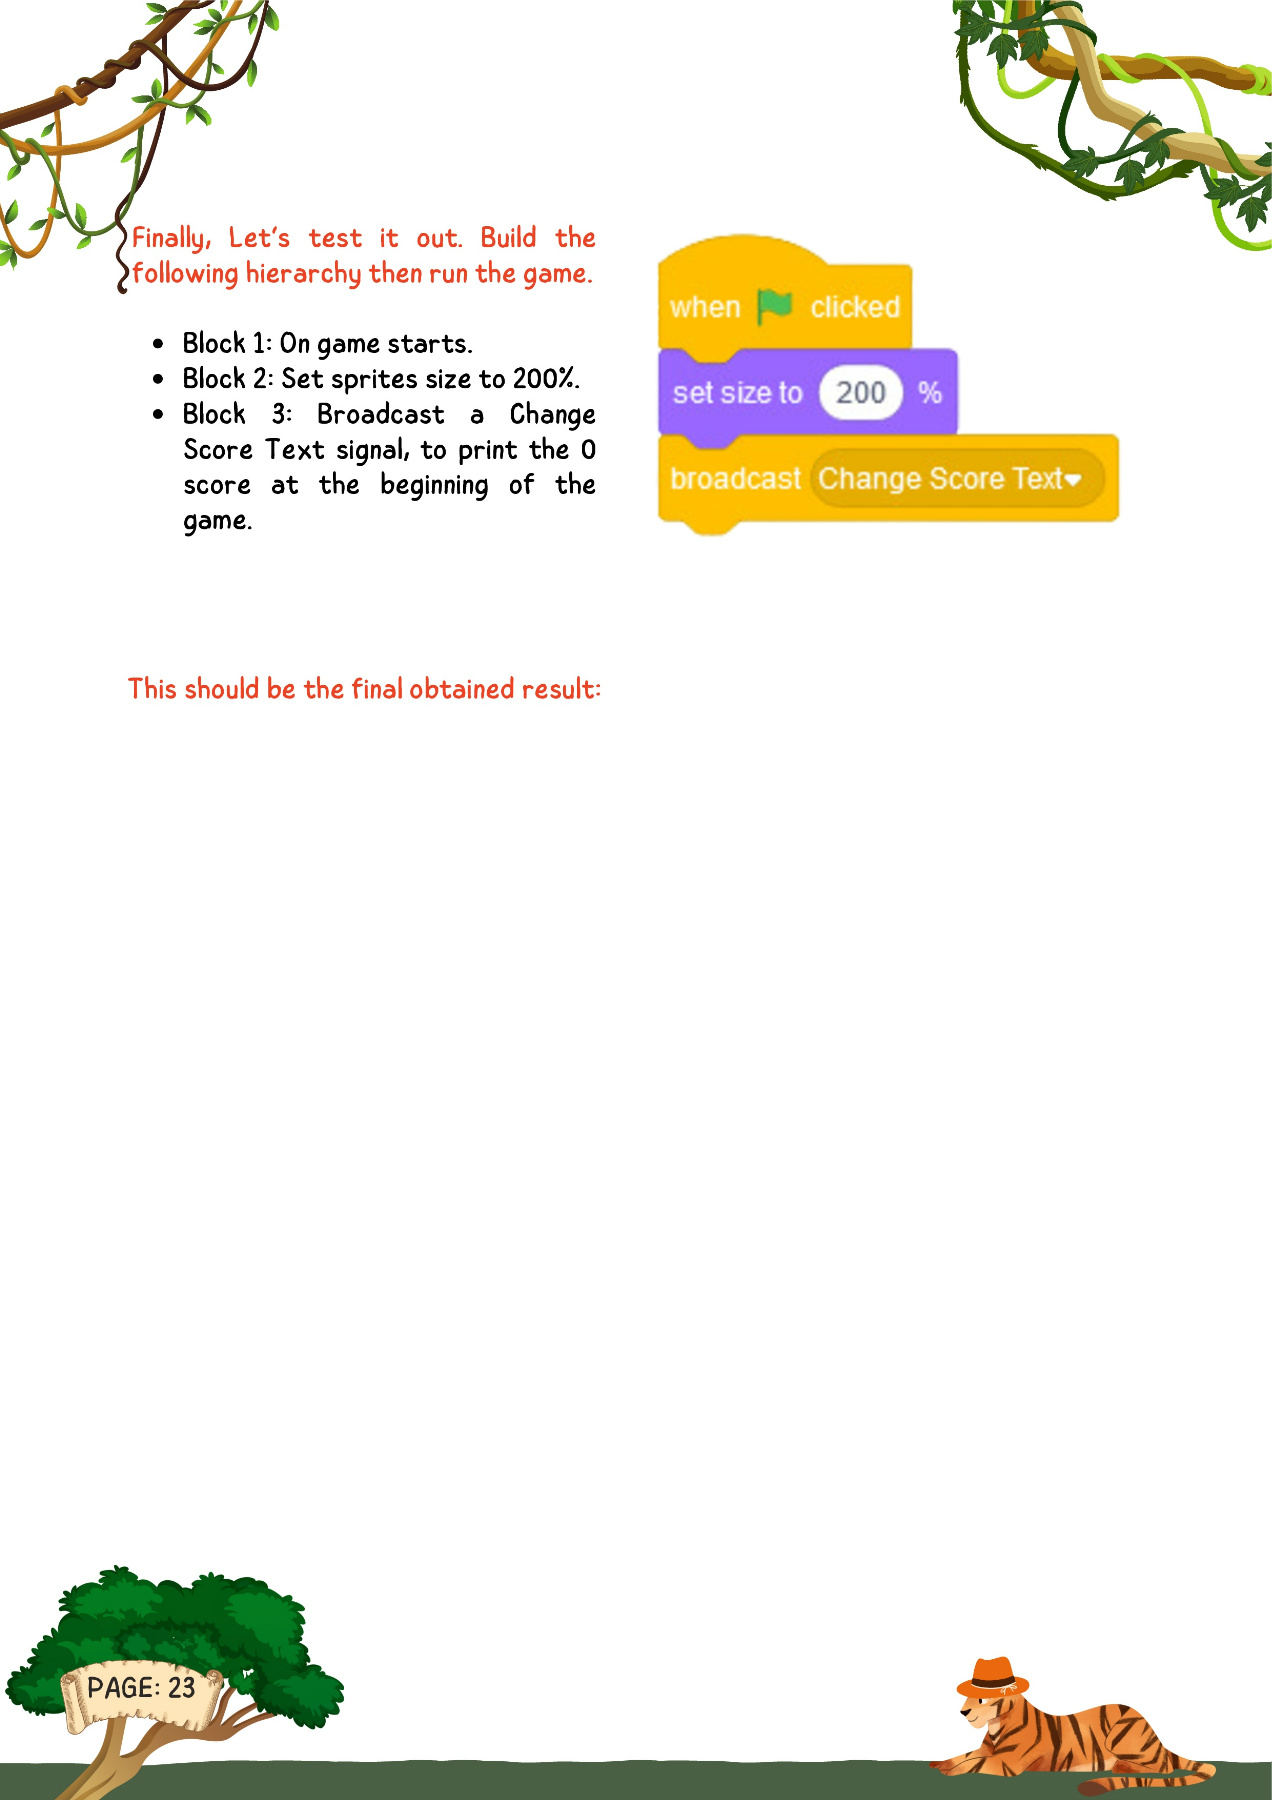 Finally, Let's test it out. Build the
following hierarchy then run the game.
• Block 1: On game starts.
• Block 2: Set sprites size to 200%.
• Block 3: Broadcast a Change
Score Text signal, to print the 0
score at the beginning of the
game.
when clicked
set size to 200 %
broadcast Change Score Text
This should be the final obtained result:
PAGE: 23